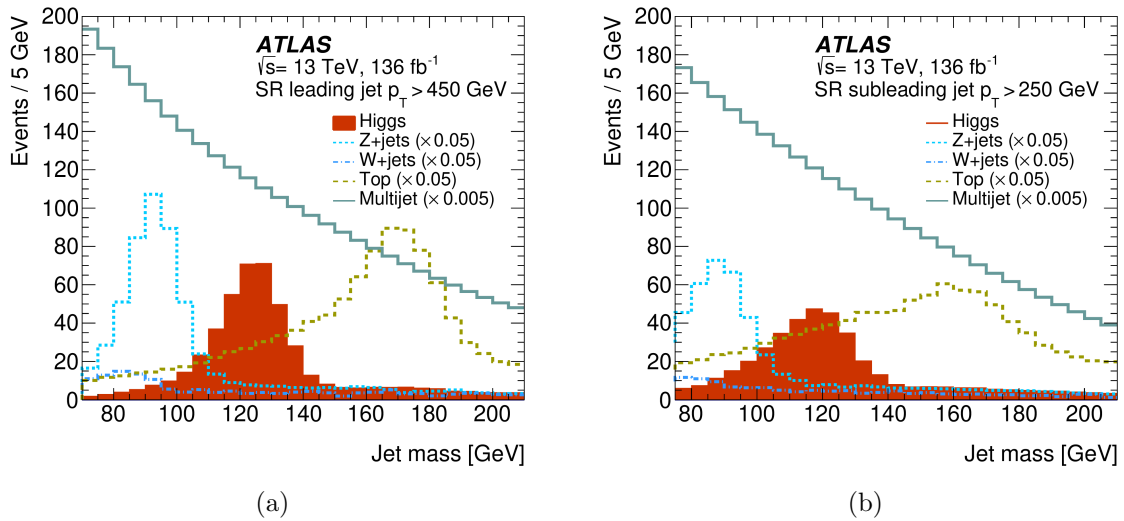 200
180
160
140
120
100
80
60
40
20
0
Events / 5 GeV
ATLAS
√s= 13 TeV, 136 fb⁻¹
SR leading jet p_T > 450 GeV
Higgs
Z+jets (×0.05)
W+jets (×0.05)
Top (×0.05)
Multijet (×0.005)
80 100 120 140 160 180 200
Jet mass [GeV]
(a)
200
180
160
140
120
100
80
60
40
20
0
Events / 5 GeV
ATLAS
√s= 13 TeV, 136 fb⁻¹
SR subleading jet p_T > 250 GeV
Higgs
Z+jets (×0.05)
W+jets (×0.05)
Top (×0.05)
Multijet (×0.005)
80 100 120 140 160 180 200
Jet mass [GeV]
(b)